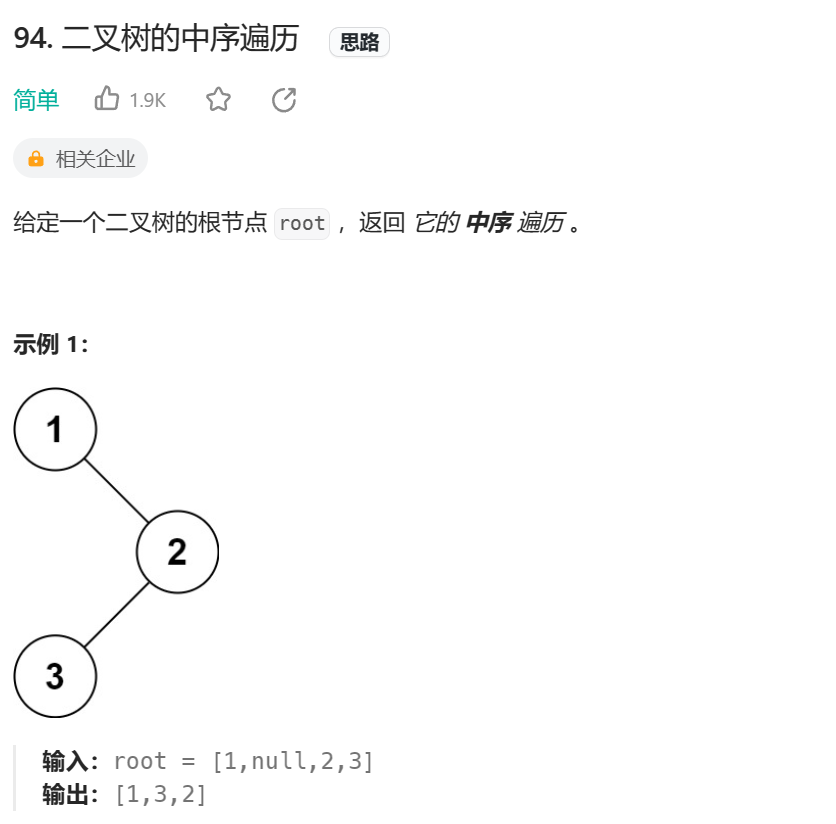 94. 二叉树的中序遍历 思路
简单 1.9K
相关企业
给定一个二叉树的根节点 root ，返回 它的 中序 遍历 。
示例 1：
1
2
3
输入：root = [1,null,2,3]
输出：[1,3,2]